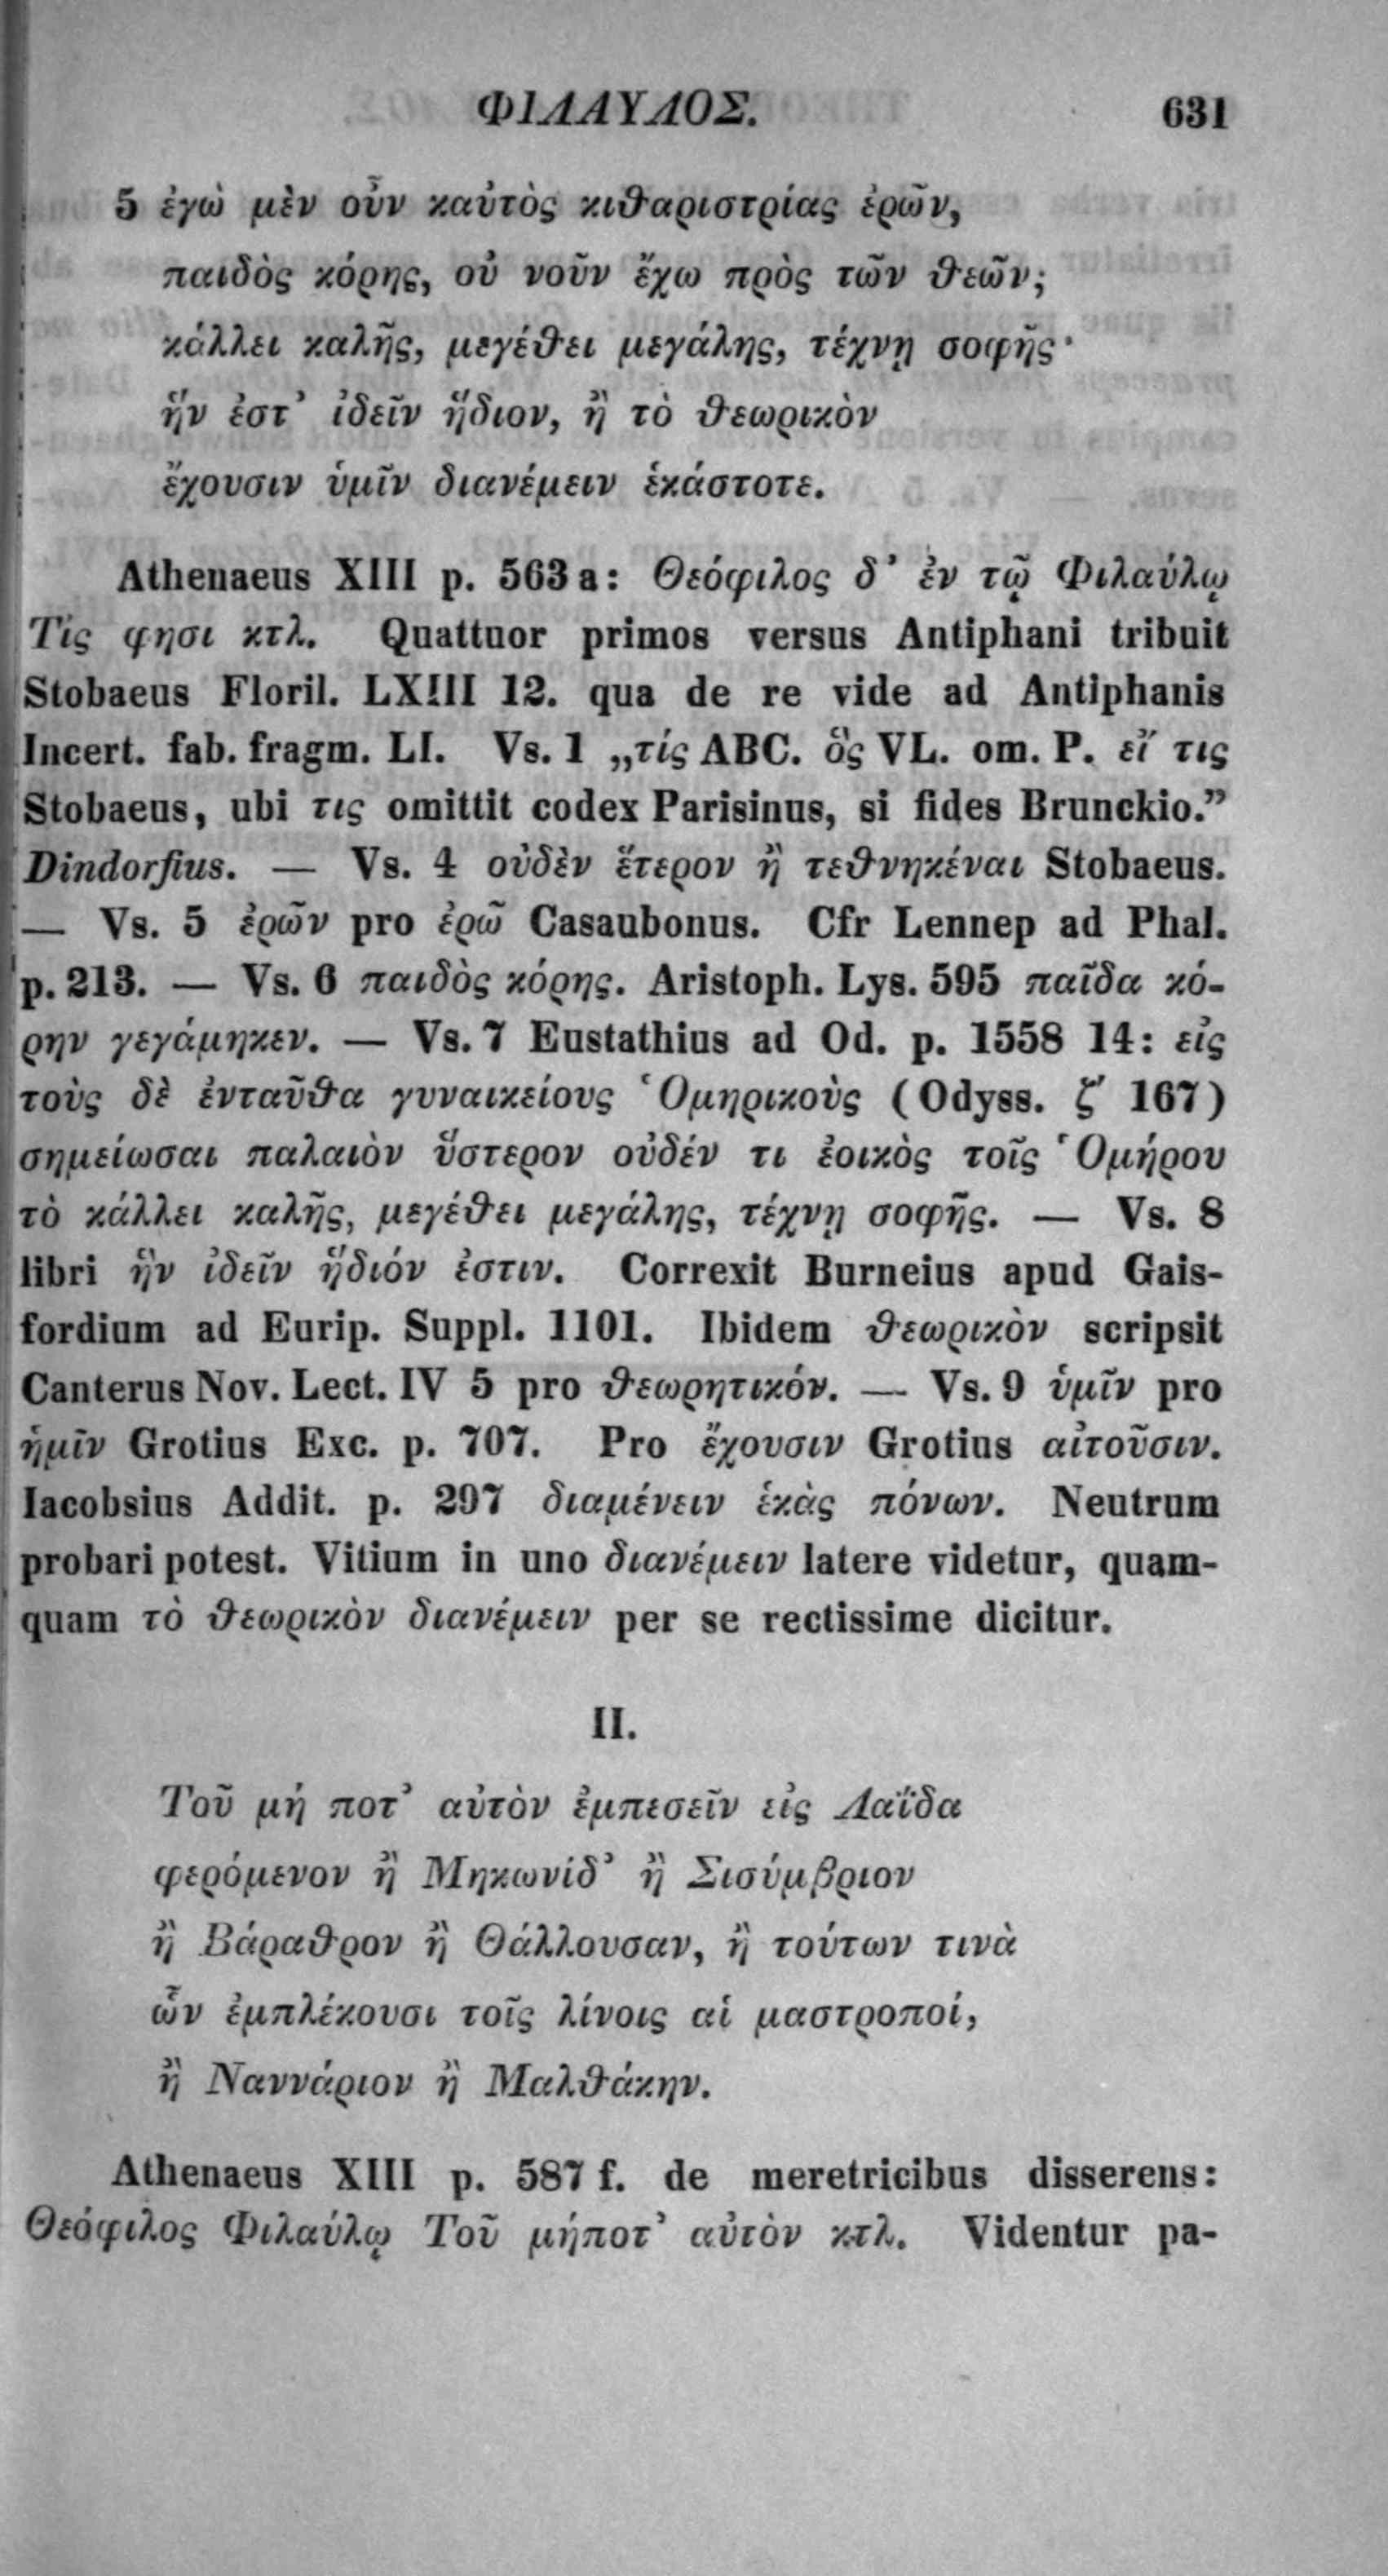 ΦΙΛΑΥΛΟΣ. 631
5 ἐγὼ μὲν οὖν καὐτὸς κιθαριστρίας ἐρῶν,
παιδὸς κόρης, οὐ νοῦν ἔχω πρὸς τῶν θεῶν;
κάλλει καλῆς, μεγέθει μεγάλης, τέχνῃ σοφῆς·
ἥν ἐστ᾽ ἰδεῖν ἥδιον, ἢ τὸ θεωρικὸν
ἔχουσιν ὑμῖν διανέμειν ἑκάστοτε.
Athenaeus XIII p. 563 a: Θεόφιλος δ᾽ ἐν τῷ Φιλαύλῳ
Τίς φησι κτλ. Quattuor primos versus Antiphani tribuit
Stobaeus Floril. LXIII 12. qua de re vide ad Antiphanis
Incert. fab. fragm. LI. Vs. 1 „τίς ABC. ὃς VL. om. P. εἴ τις
Stobaeus, ubi τις omittit codex Parisinus, si fides Brunckio.”
Dindorfius. — Vs. 4 οὐδὲν ἕτερον ἢ τεθνηκέναι Stobaeus.
— Vs. 5 ἐρῶν pro ἐρῶ Casaubonus. Cfr Lennep ad Phal.
p. 213. — Vs. 6 παιδὸς κόρης. Aristoph. Lys. 595 παῖδα κό-
ρην γεγάμηκεν. — Vs. 7 Eustathius ad Od. p. 1558 14: εἰς
τοὺς δὲ ἐνταῦθα γυναικείους Ὁμηρικοὺς (Odyss. ζ´ 167)
σημείωσαι παλαιὸν ὕστερον οὐδέν τι ἐοικὸς τοῖς Ὁμήρου
τὸ κάλλει καλῆς, μεγέθει μεγάλης, τέχνῃ σοφῆς. — Vs. 8
libri ἣν ἰδεῖν ἥδιόν ἐστιν. Correxit Burneius apud Gais-
fordium ad Eurip. Suppl. 1101. Ibidem θεωρικὸν scripsit
Canterus Nov. Lect. IV 5 pro θεωρητικόν. — Vs. 9 ὑμῖν pro
ἡμῖν Grotius Exc. p. 707. Pro ἔχουσιν Grotius αἰτοῦσιν.
Iacobsius Addit. p. 297 διαμένειν ἑκὰς πόνων. Neutrum
probari potest. Vitium in uno διανέμειν latere videtur, quam-
quam τὸ θεωρικὸν διανέμειν per se rectissime dicitur.
II.
Τοῦ μή ποτ᾽ αὐτὸν ἐμπεσεῖν εἰς Λαΐδα
φερόμενον ἢ Μηκωνίδ᾽ ἢ Σισύμβριον
ἢ Βάραθρον ἢ Θάλλουσαν, ἢ τούτων τινὰ
ὧν ἐμπλέκουσι τοῖς λίνοις αἱ μαστροποί,
ἢ Ναννάριον ἢ Μαλθάκην.
Athenaeus XIII p. 587 f. de meretricibus disserens:
Θεόφιλος Φιλαύλῳ Τοῦ μήποτ᾽ αὐτὸν κτλ. Videntur pa-